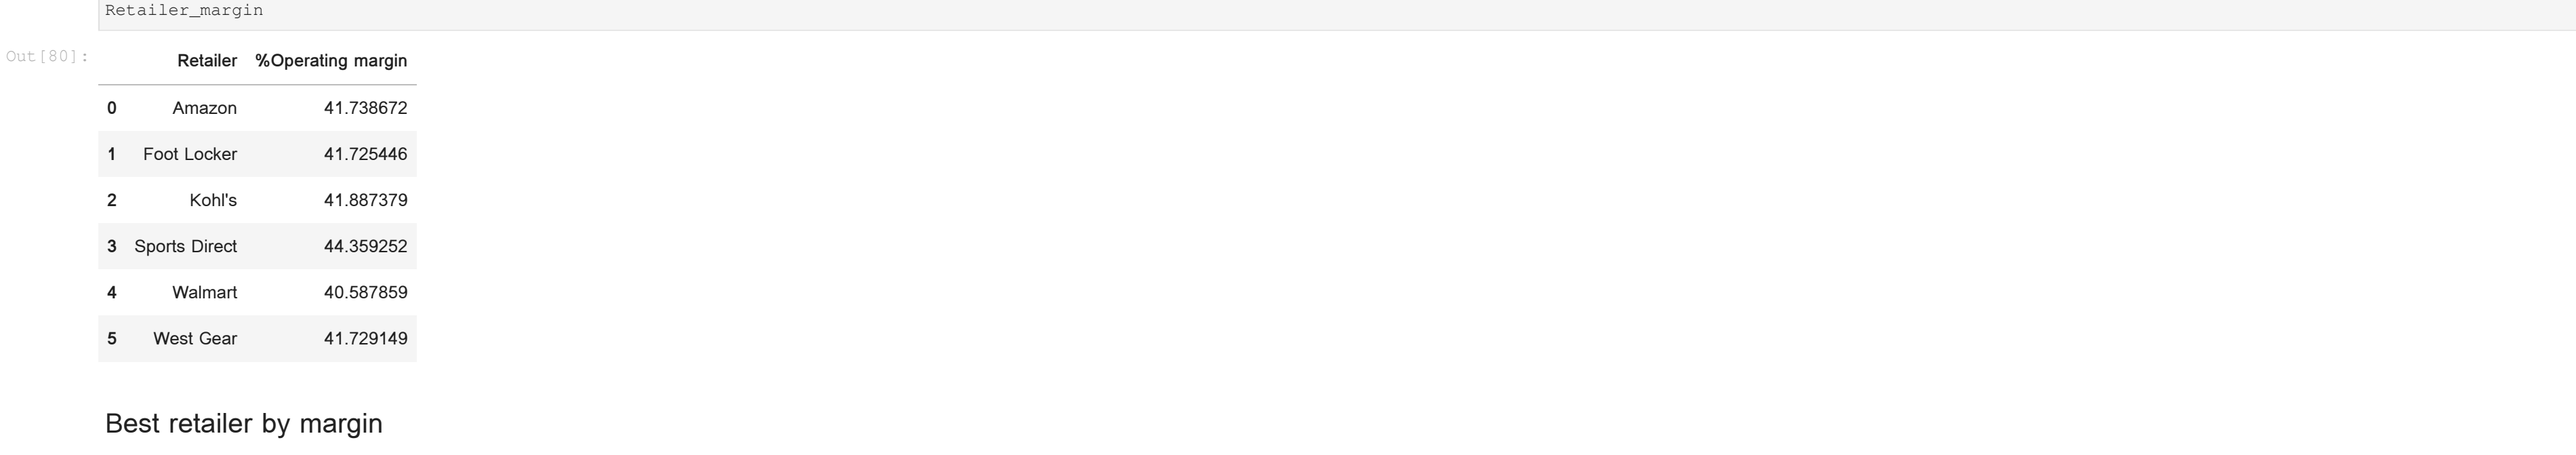 Retailer_margin
Out[80]:
Retailer %Operating margin
0 Amazon 41.738672
1 Foot Locker 41.725446
2 Kohl's 41.887379
3 Sports Direct 44.359252
4 Walmart 40.587859
5 West Gear 41.729149
Best retailer by margin